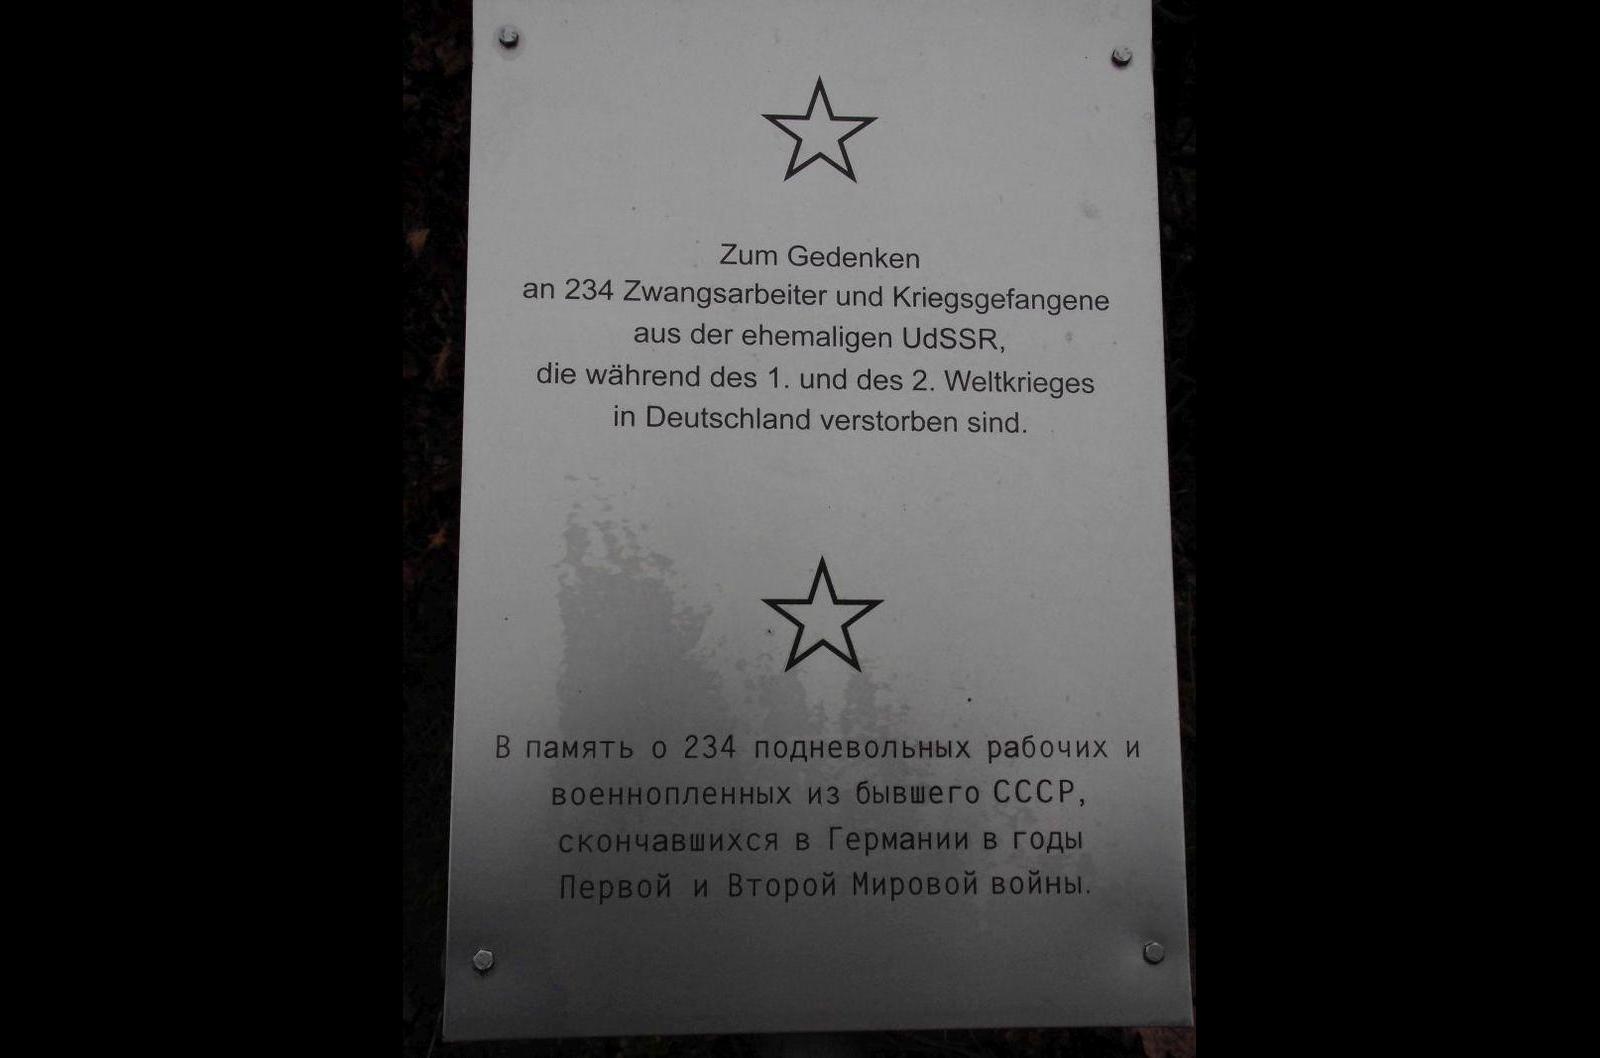 Zum Gedenken
an 234 Zwangsarbeiter und Kriegsgefangene
aus der ehemaligen UdSSR,
die während des 1. und des 2. Weltkrieges
in Deutschland verstorben sind.
В память о 234 подневольных рабочих и
военнопленных из бывшего СССР,
скончавшихся в Германии в годы
Первой и Второй Мировой войны.